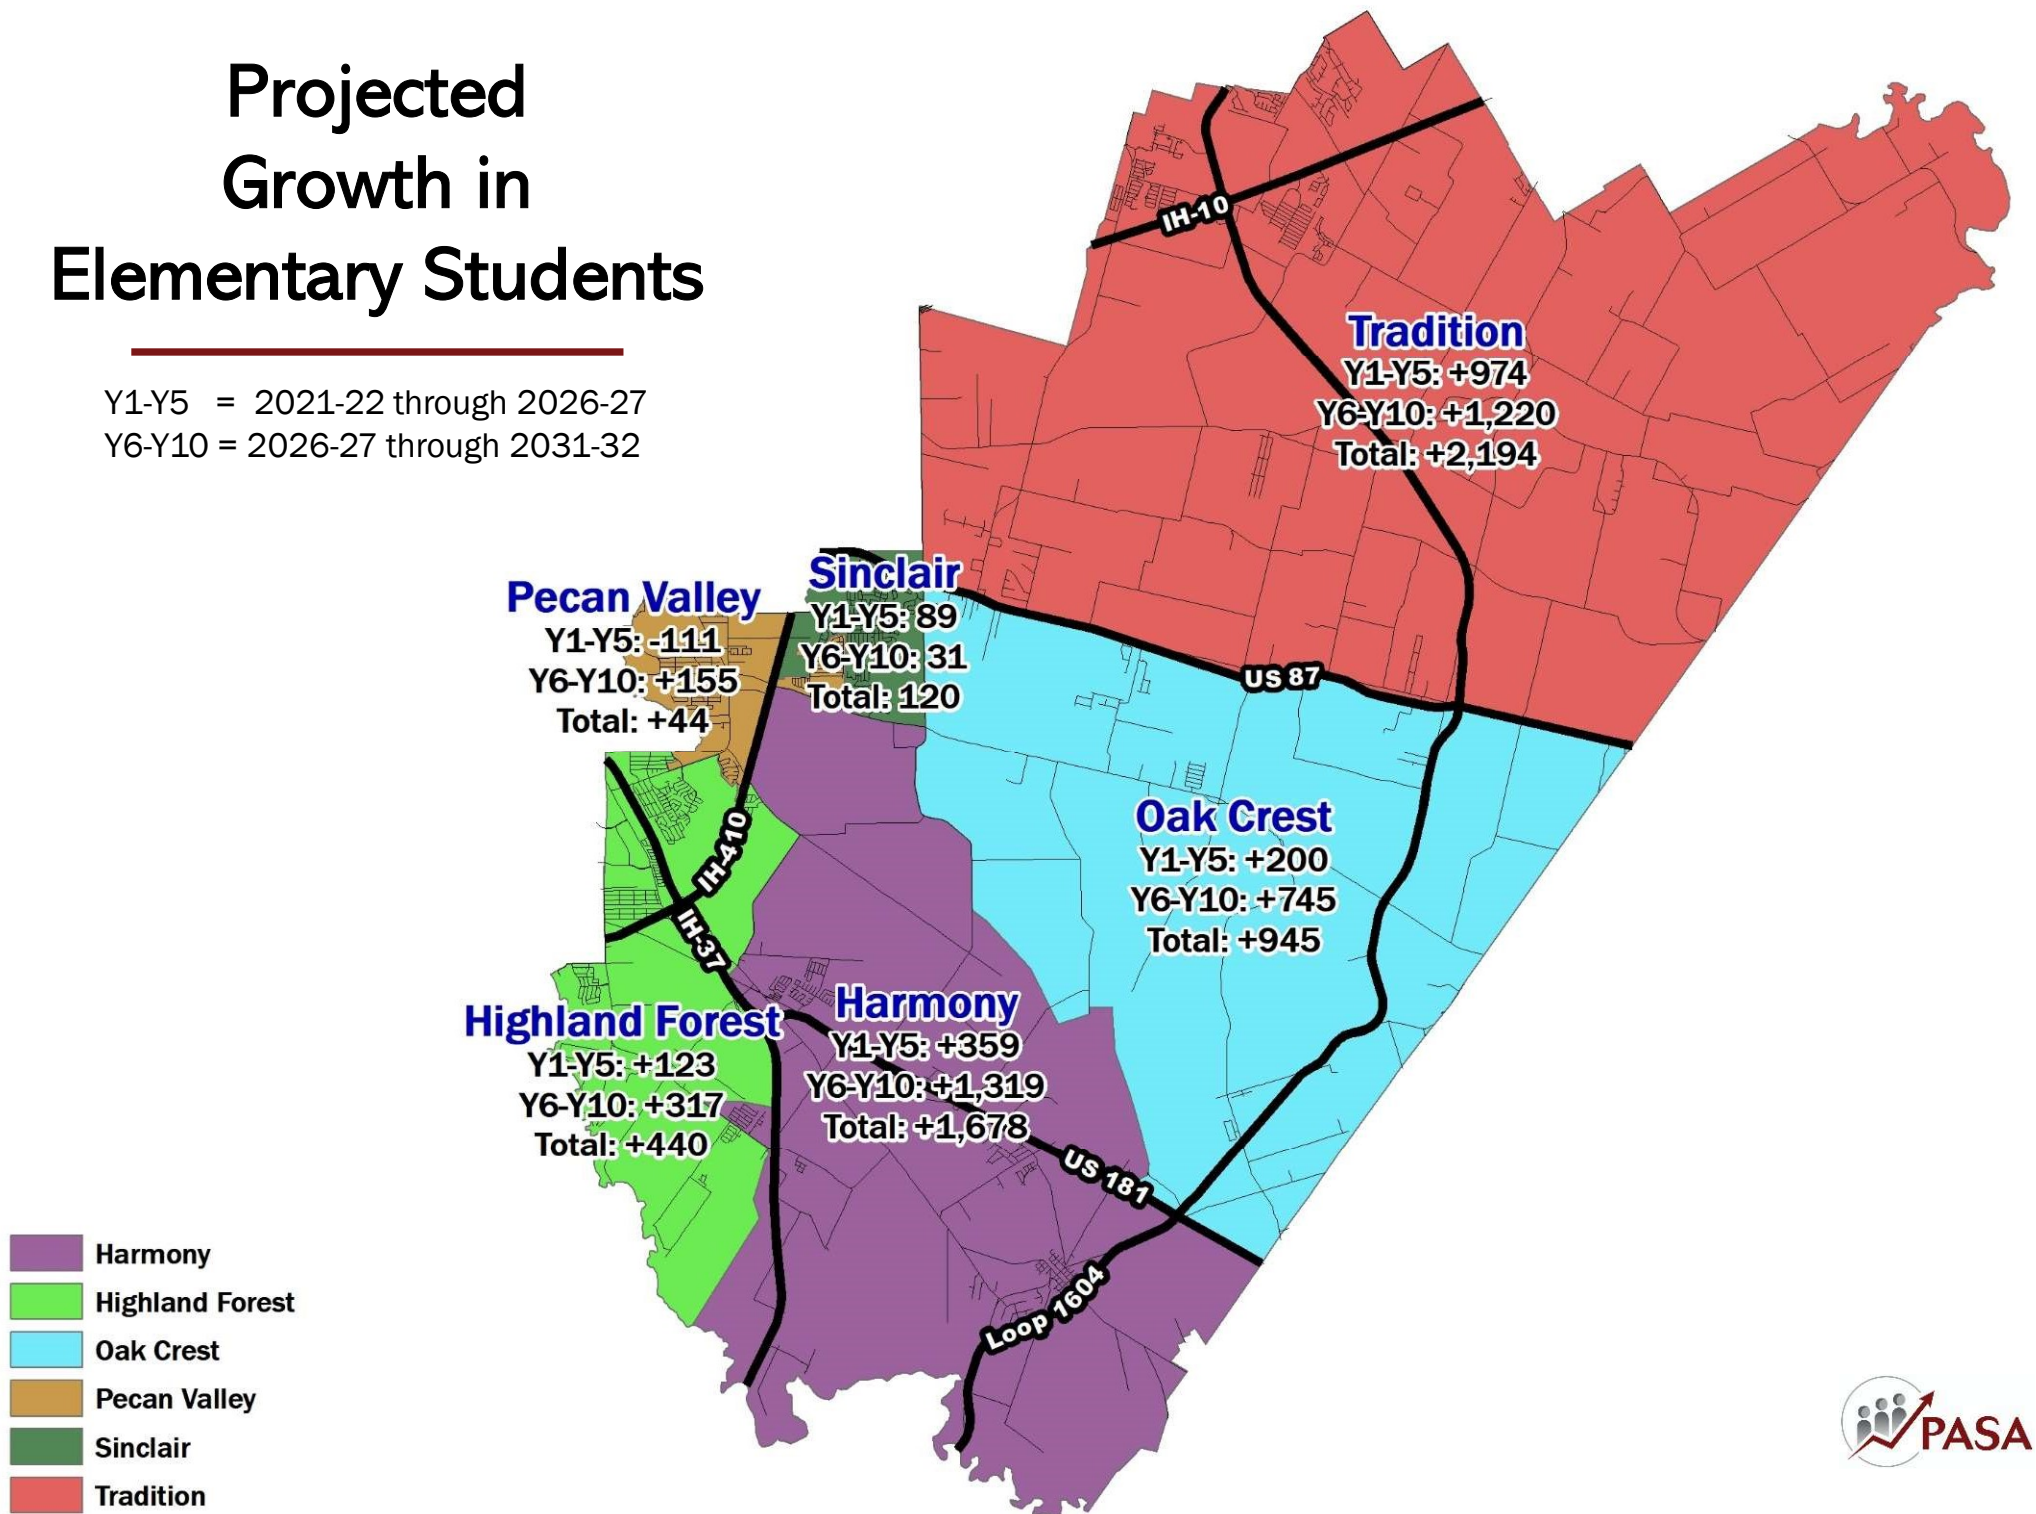 Projected
Growth in
Elementary Students
Y1-Y5 = 2021-22 through 2026-27
Y6-Y10 = 2026-27 through 2031-32
IH-10
Tradition
Y1-Y5: +974
Y6-Y10: +1,220
Total: +2,194
Sinclair
Y1-Y5: 89
Y6-Y10: 31
Total: 120
Pecan Valley
Y1-Y5: -111
Y6-Y10: +155
Total: +44
US 87
Oak Crest
Y1-Y5: +200
Y6-Y10: +745
Total: +945
IH-410
IH-37
Highland Forest
Y1-Y5: +123
Y6-Y10: +317
Total: +440
Harmony
Y1-Y5: +359
Y6-Y10: +1,319
Total: +1,678
US 181
Loop 1604
Harmony
Highland Forest
Oak Crest
Pecan Valley
Sinclair
Tradition
PASA